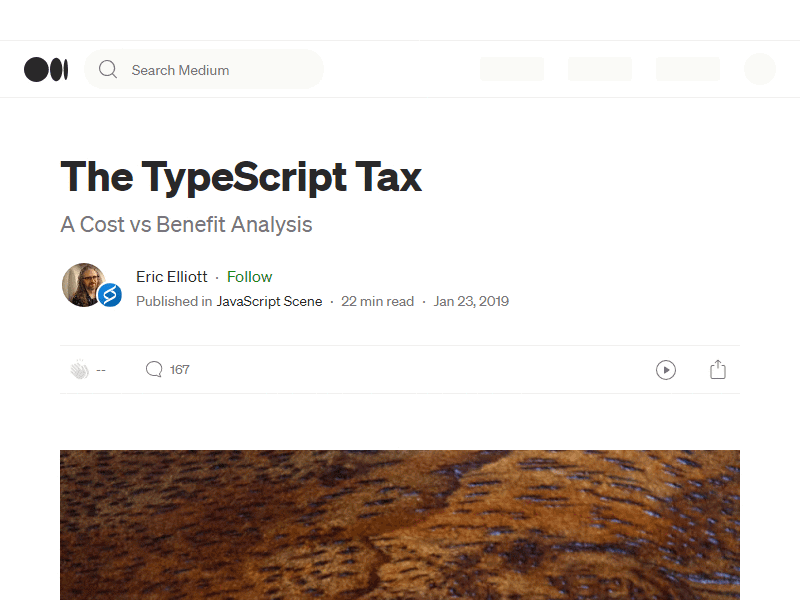 Search Medium
The TypeScript Tax
A Cost vs Benefit Analysis
Eric Elliott · Follow
Published in JavaScript Scene · 22 min read · Jan 23, 2019
-- 167